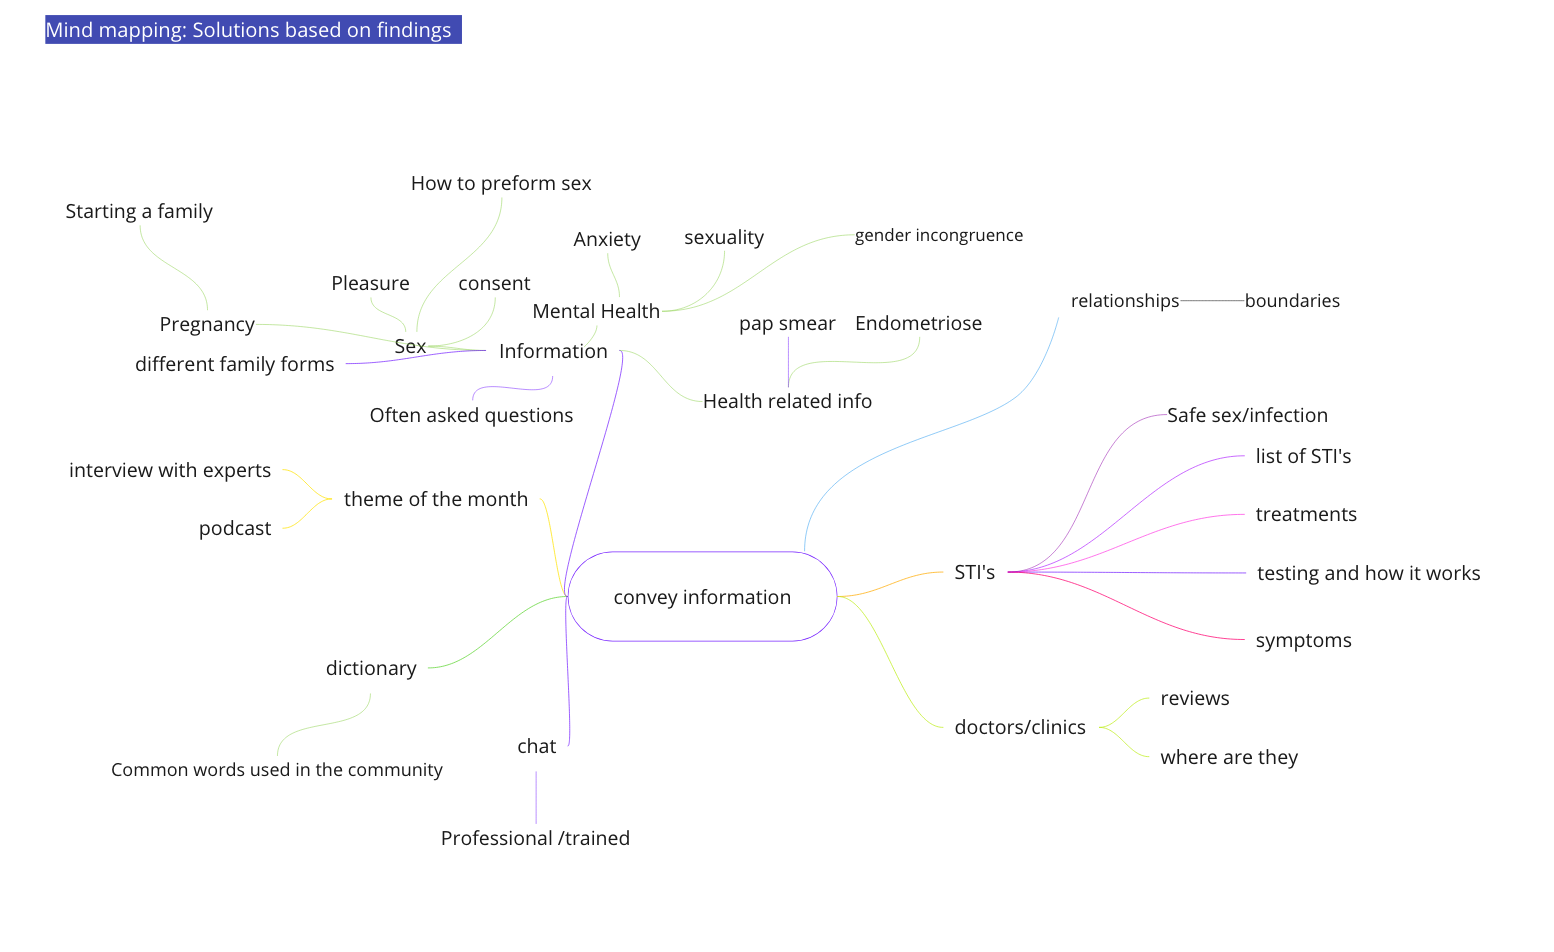 Mind mapping: Solutions based on findings
How to preform sex
Starting a family
Anxiety
sexuality
gender incongruence
Pleasure
consent
Mental Health
relationships
boundaries
Pregnancy
pap smear
Endometriose
Sex
Information
different family forms
Often asked questions
Health related info
Safe sex/infection
list of STI's
interview with experts
theme of the month
podcast
treatments
STI's
testing and how it works
convey information
symptoms
dictionary
reviews
doctors/clinics
where are they
chat
Common words used in the community
Professional /trained